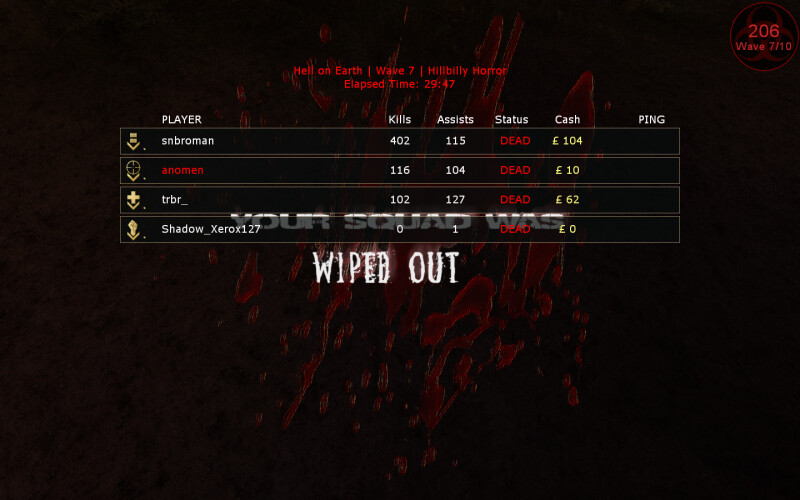 206
Wave 7/10
Hell on Earth | Wave 7 | Hillbilly Horror
Elapsed Time: 29:47
PLAYER Kills Assists Status Cash PING
snbroman 402 115 DEAD £ 104
anomen 116 104 DEAD £ 10
trbr_ 102 127 DEAD £ 62
YOUR SQUAD WAS
Shadow_Xerox127 0 1 DEAD £ 0
WIPED OUT